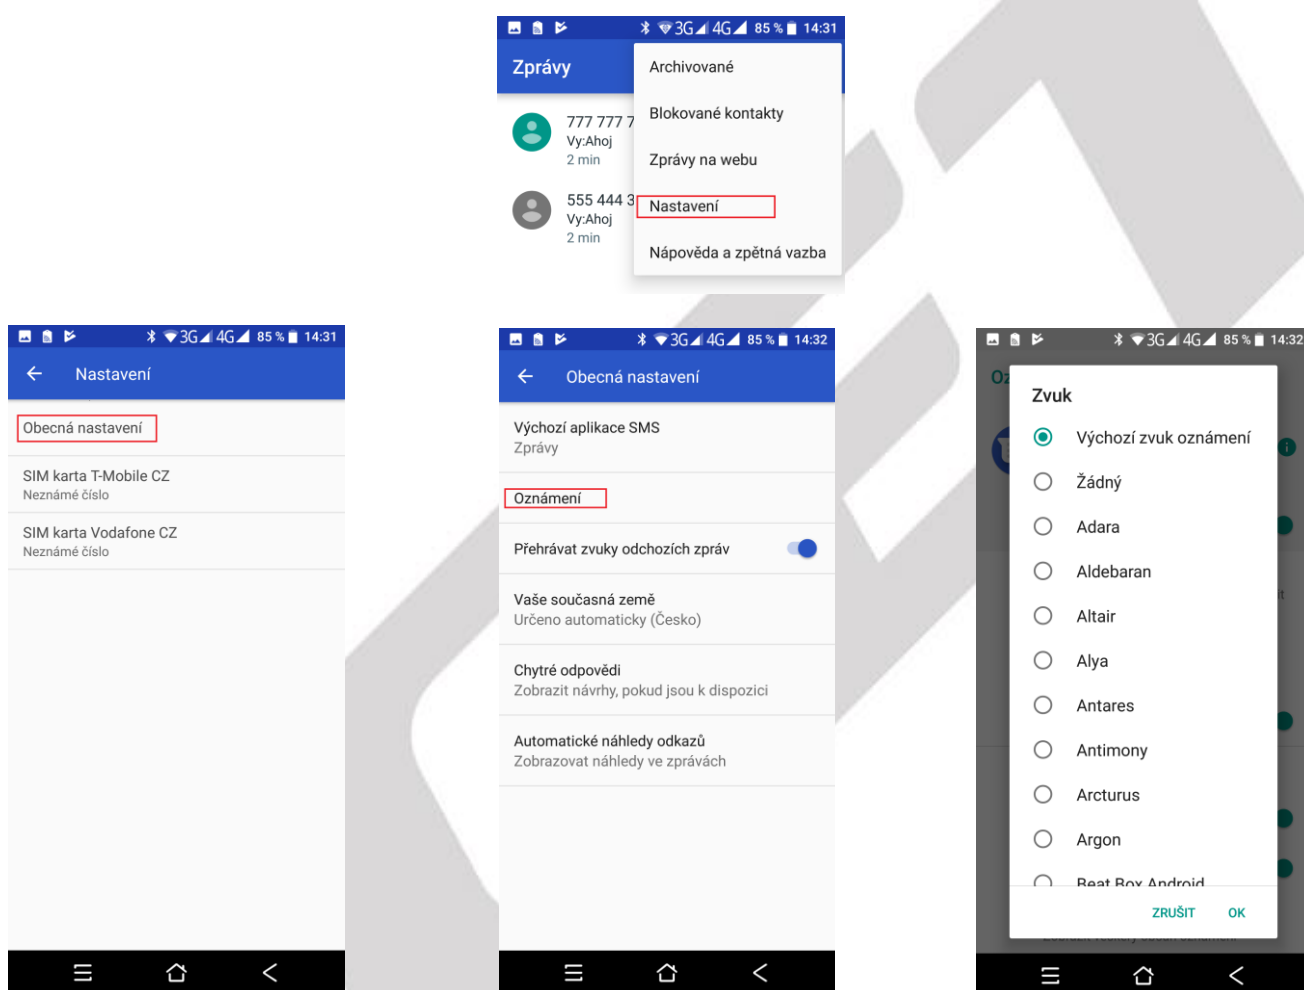 3G 4G 85 % 14:31
Zprávy
Archivované
777 777 7
Blokované kontakty
Vy:Ahoj
2 min
Zprávy na webu
555 444 3
Nastavení
Vy:Ahoj
2 min
Nápověda a zpětná vazba
3G 4G 85 % 14:31
Nastavení
Obecná nastavení
SIM karta T-Mobile CZ
Neznámé číslo
SIM karta Vodafone CZ
Neznámé číslo
3G 4G 85 % 14:32
Obecná nastavení
Výchozí aplikace SMS
Zprávy
Oznámení
Přehrávat zvuky odchozích zpráv
Vaše současná země
Určeno automaticky (Česko)
Chytré odpovědi
Zobrazit návrhy, pokud jsou k dispozici
Automatické náhledy odkazů
Zobrazovat náhledy ve zprávách
3G 4G 85 % 14:32
Zvuk
Výchozí zvuk oznámení
Žádný
Adara
Aldebaran
Altair
Alya
Antares
Antimony
Arcturus
Argon
Beat Box Android
ZRUŠIT OK